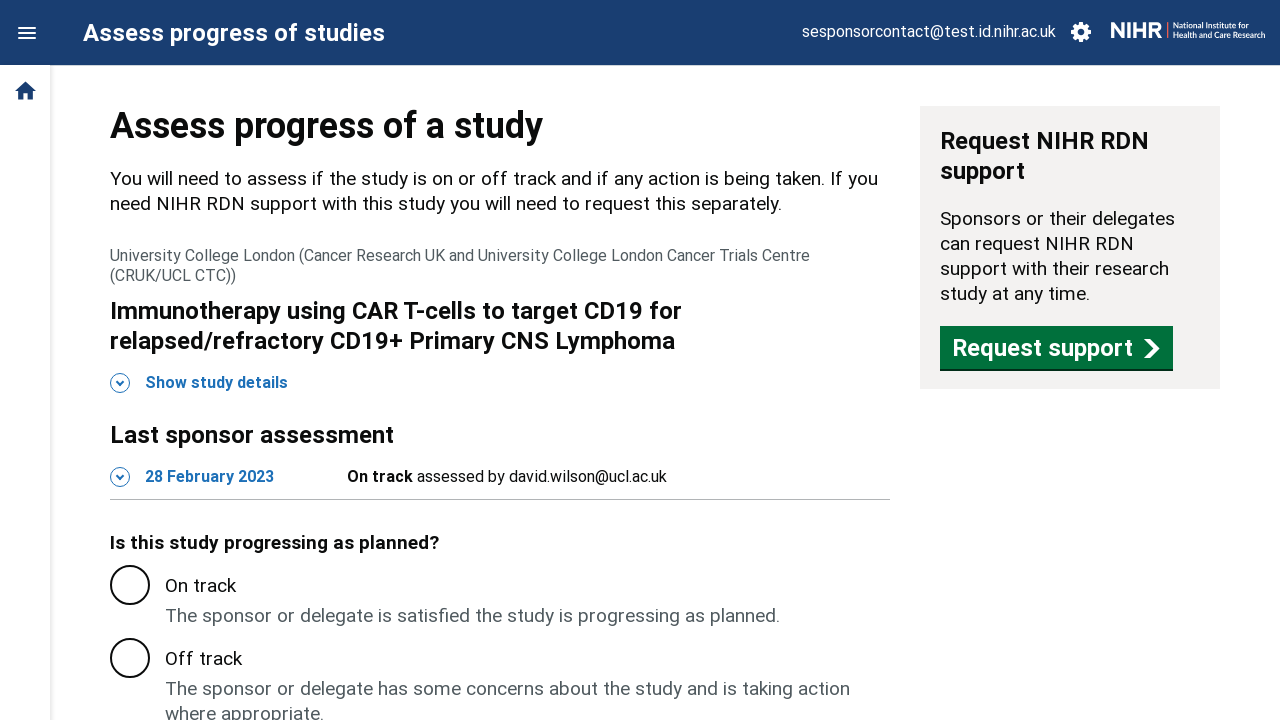 Assess progress of studies
sesponsorcontact@test.id.nihr.ac.uk
NIHR
National Institute for
Health and Care Research
Assess progress of a study
You will need to assess if the study is on or off track and if any action is being taken. If you
need NIHR RDN support with this study you will need to request this separately.
University College London (Cancer Research UK and University College London Cancer Trials Centre
(CRUK/UCL CTC))
Immunotherapy using CAR T-cells to target CD19 for
relapsed/refractory CD19+ Primary CNS Lymphoma
Show study details
Last sponsor assessment
28 February 2023 On track assessed by david.wilson@ucl.ac.uk
Is this study progressing as planned?
On track
The sponsor or delegate is satisfied the study is progressing as planned.
Off track
The sponsor or delegate has some concerns about the study and is taking action
where appropriate.
Request NIHR RDN
support
Sponsors or their delegates
can request NIHR RDN
support with their research
study at any time.
Request support